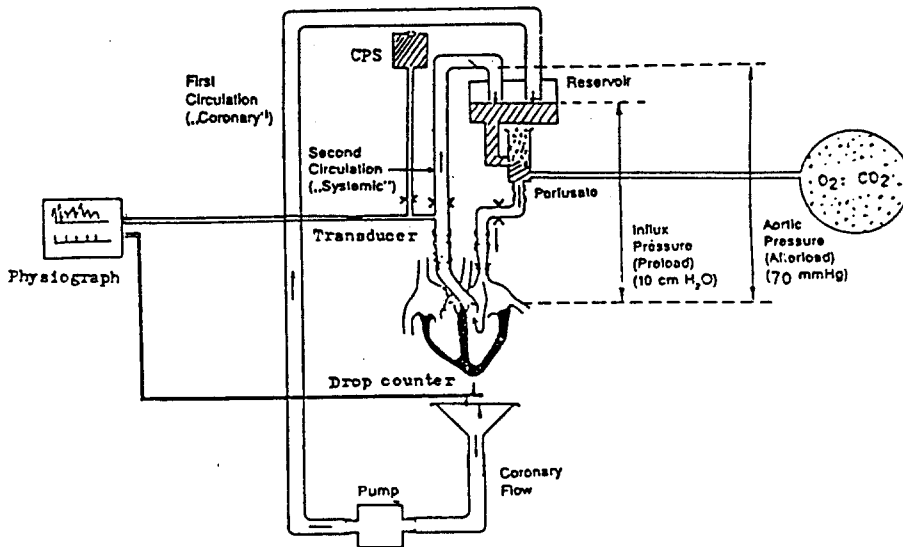 CPS
Reservoir
First
Circulation
(„Coronary")
Second
Circulation
(„Systemic")
Perfusate
O₂: CO₂
Transducer
Physiograph
Influx
Pressure
(Preload)
(10 cm H₂O)
Aortic
Pressure
(Afterload)
(70 mmHg)
Drop counter
Coronary
Flow
Pump